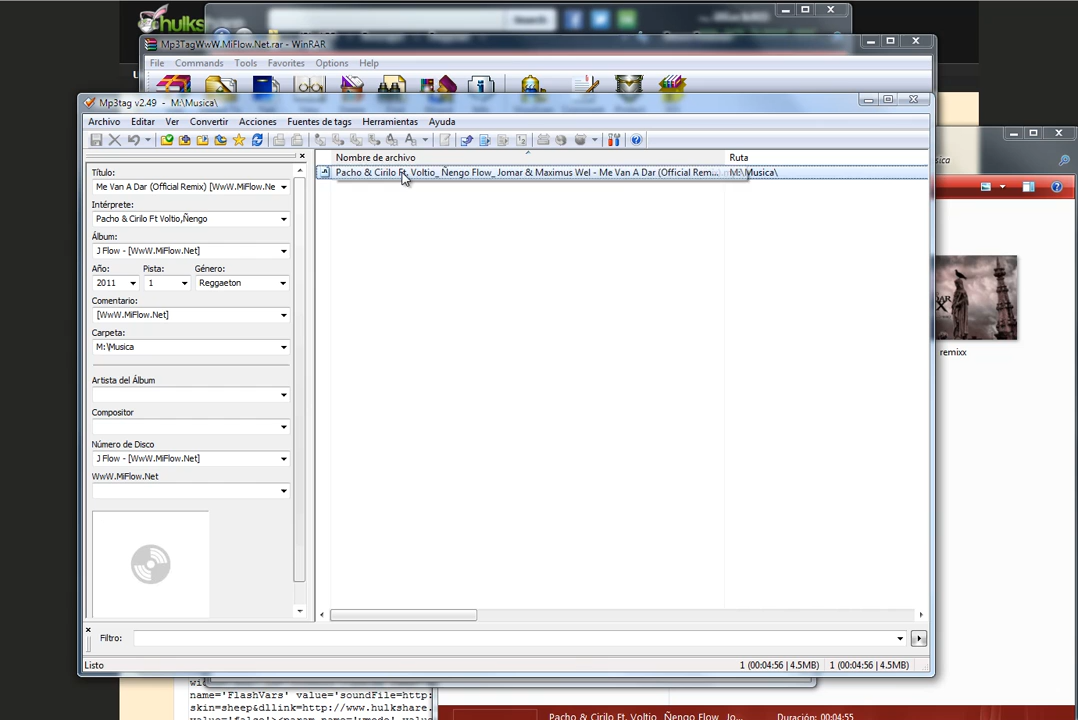 hulks
Search
Mp3TagWwW.MiFlow.Net.rar - WinRAR
File Commands Tools Favorites Options Help
Mp3tag v2.49 - M:\Musica\
Archivo Editar Ver Convertir Acciones Fuentes de tags Herramientas Ayuda
Nombre de archivo Ruta
Pacho & Cirilo Ft. Voltio_ Ñengo Flow_ Jomar & Maximus Wel - Me Van A Dar (Official Rem... M:\Musica\
Título:
Me Van A Dar (Official Remix) [WwW.MiFlow.Ne
Intérprete:
Pacho & Cirilo Ft Voltio,Ñengo
Álbum:
J Flow - [WwW.MiFlow.Net]
Año: Pista: Género:
2011 1 Reggaeton
Comentario:
[WwW.MiFlow.Net]
Carpeta:
M:\Musica
Artista del Álbum
Compositor
Número de Disco
J Flow - [WwW.MiFlow.Net]
WwW.MiFlow.Net
remixx
Filtro:
Listo 1 (00:04:56 | 4.5MB) 1 (00:04:56 | 4.5MB)
name='FlashVars' value='soundFile=http:
skin=sheep&dllink=http://www.hulkshare.
Pacho & Cirilo Ft. Voltio_ Ñengo Flow_ Jo... Duración: 00:04:55